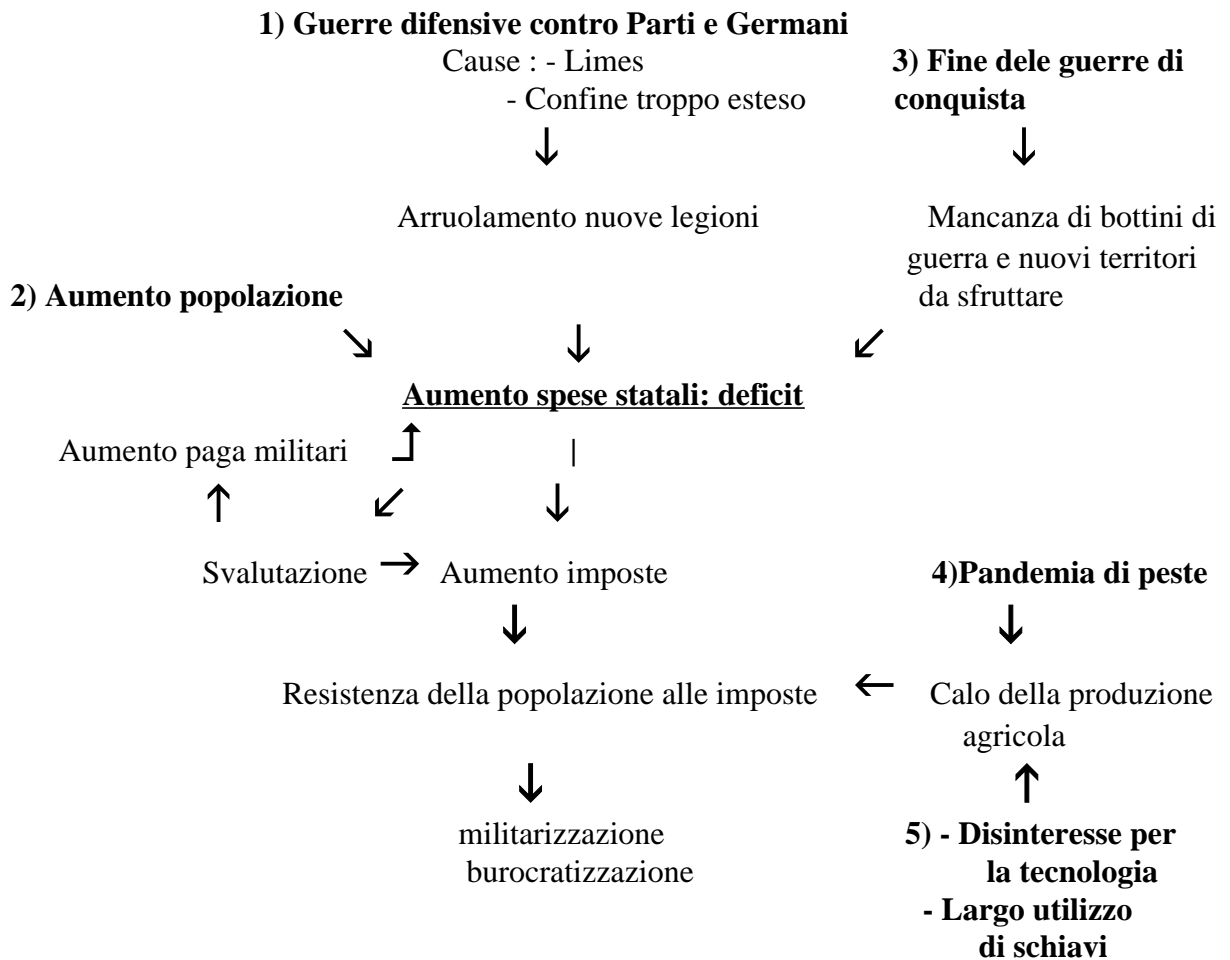 1) Guerre difensive contro Parti e Germani
Cause : - Limes
- Confine troppo esteso
3) Fine dele guerre di
conquista
↓
↓
Arruolamento nuove legioni
Mancanza di bottini di
guerra e nuovi territori
da sfruttare
2) Aumento popolazione
↘ ↓ ↙
Aumento spese statali: deficit
Aumento paga militari
|
↑ ↙ ↓
Svalutazione → Aumento imposte
4)Pandemia di peste
↓ ↓
Resistenza della popolazione alle imposte ← Calo della produzione
agricola
↓ ↑
militarizzazione
burocratizzazione
5) - Disinteresse per
la tecnologia
- Largo utilizzo
di schiavi